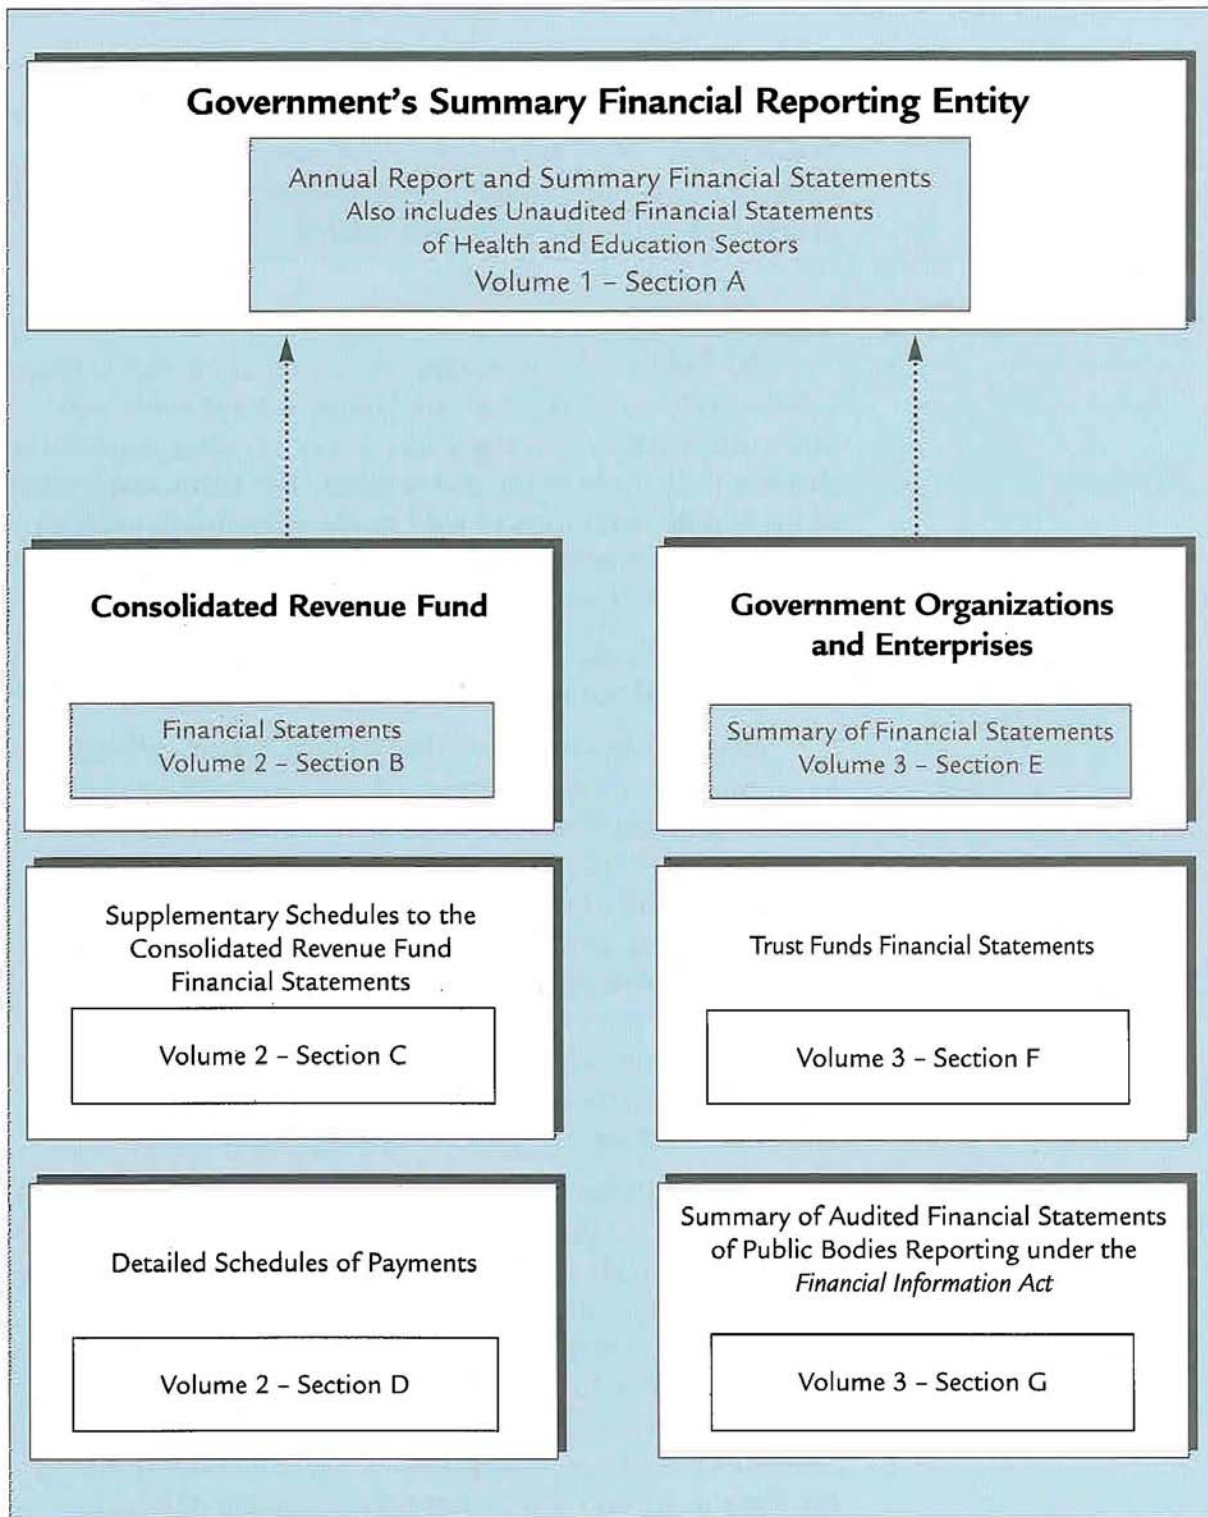 Government's Summary Financial Reporting Entity
Annual Report and Summary Financial Statements
Also includes Unaudited Financial Statements
of Health and Education Sectors
Volume 1 – Section A
Consolidated Revenue Fund
Financial Statements
Volume 2 – Section B
Government Organizations
and Enterprises
Summary of Financial Statements
Volume 3 – Section E
Supplementary Schedules to the
Consolidated Revenue Fund
Financial Statements
Volume 2 – Section C
Trust Funds Financial Statements
Volume 3 – Section F
Detailed Schedules of Payments
Volume 2 – Section D
Summary of Audited Financial Statements
of Public Bodies Reporting under the
Financial Information Act
Volume 3 – Section G